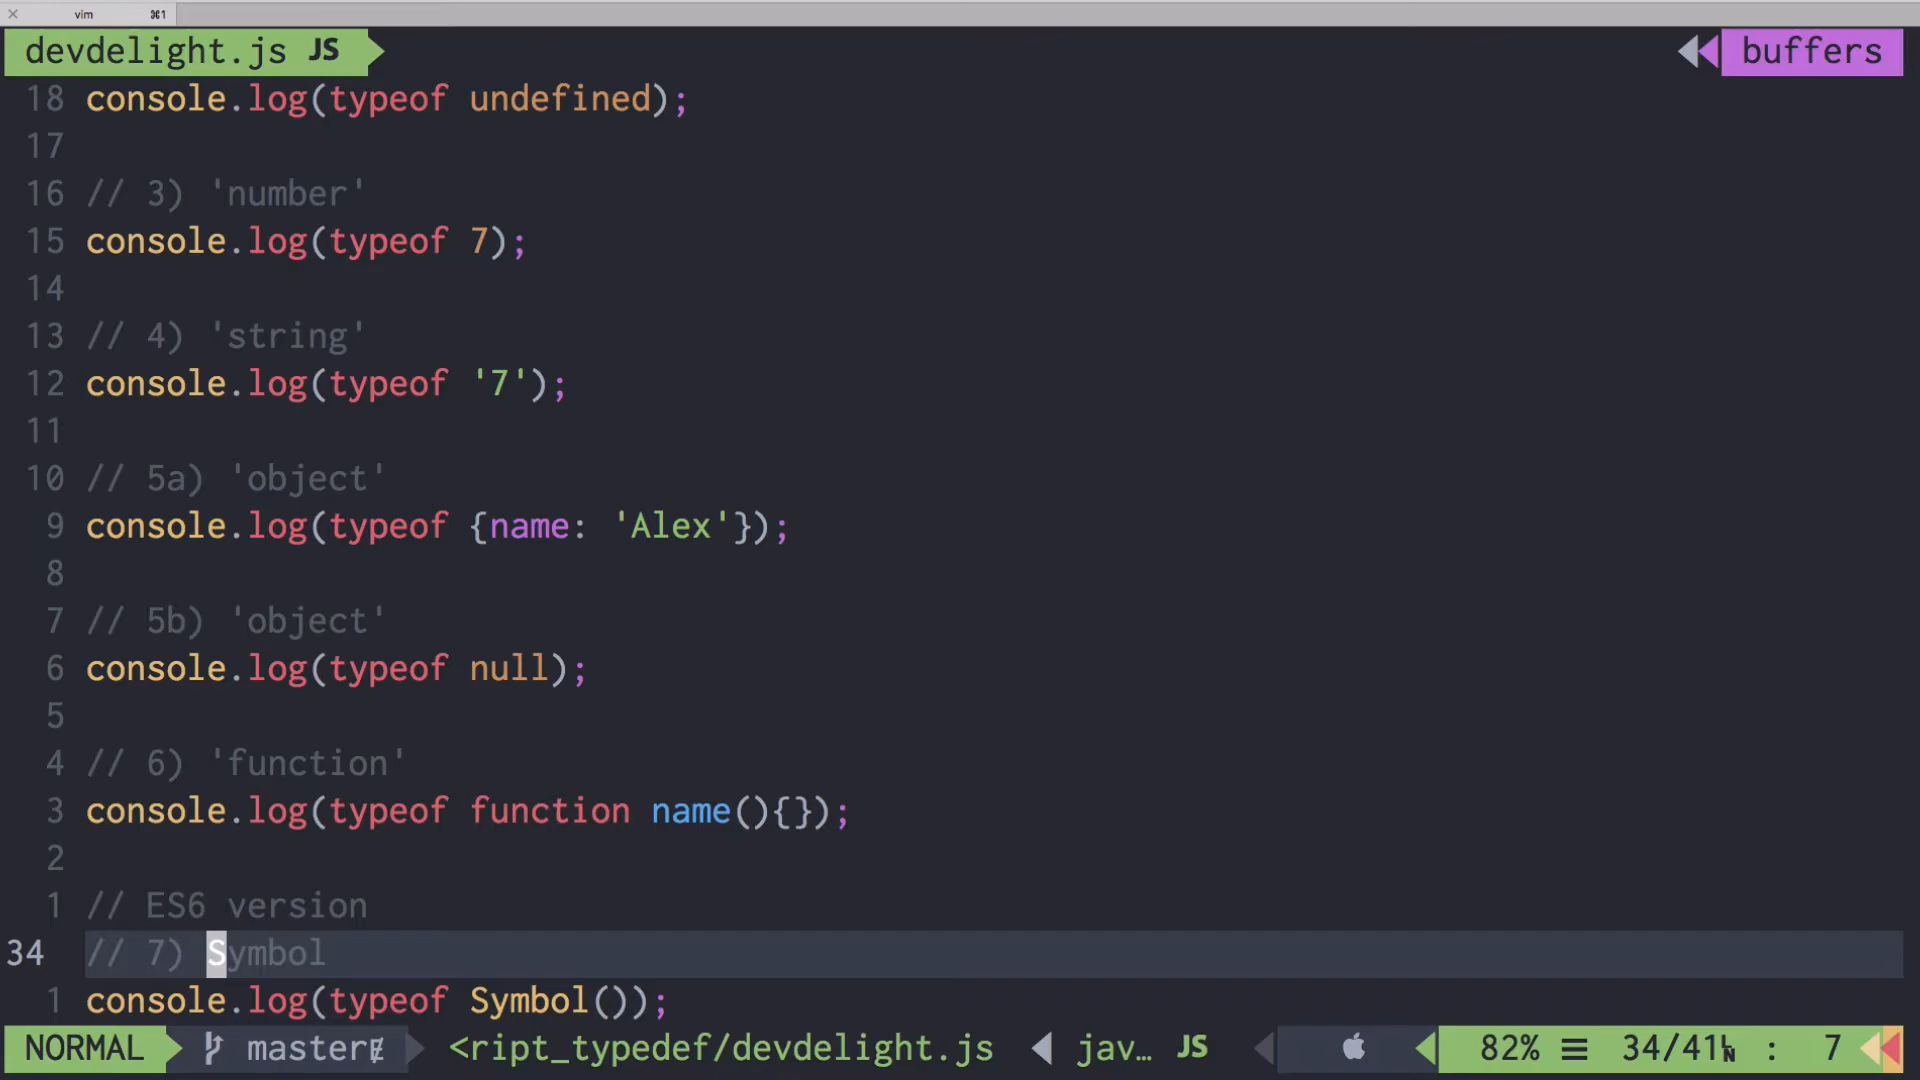 vim ⌘1
devdelight.js JS buffers
18 console.log(typeof undefined);
17
16 // 3) 'number'
15 console.log(typeof 7);
14
13 // 4) 'string'
12 console.log(typeof '7');
11
10 // 5a) 'object'
9 console.log(typeof {name: 'Alex'});
8
7 // 5b) 'object'
6 console.log(typeof null);
5
4 // 6) 'function'
3 console.log(typeof function name(){});
2
1 // ES6 version
34 // 7) Symbol
1 console.log(typeof Symbol());
NORMAL master <ript_typedef/devdelight.js jav… JS 82% ☰ 34/41 : 7